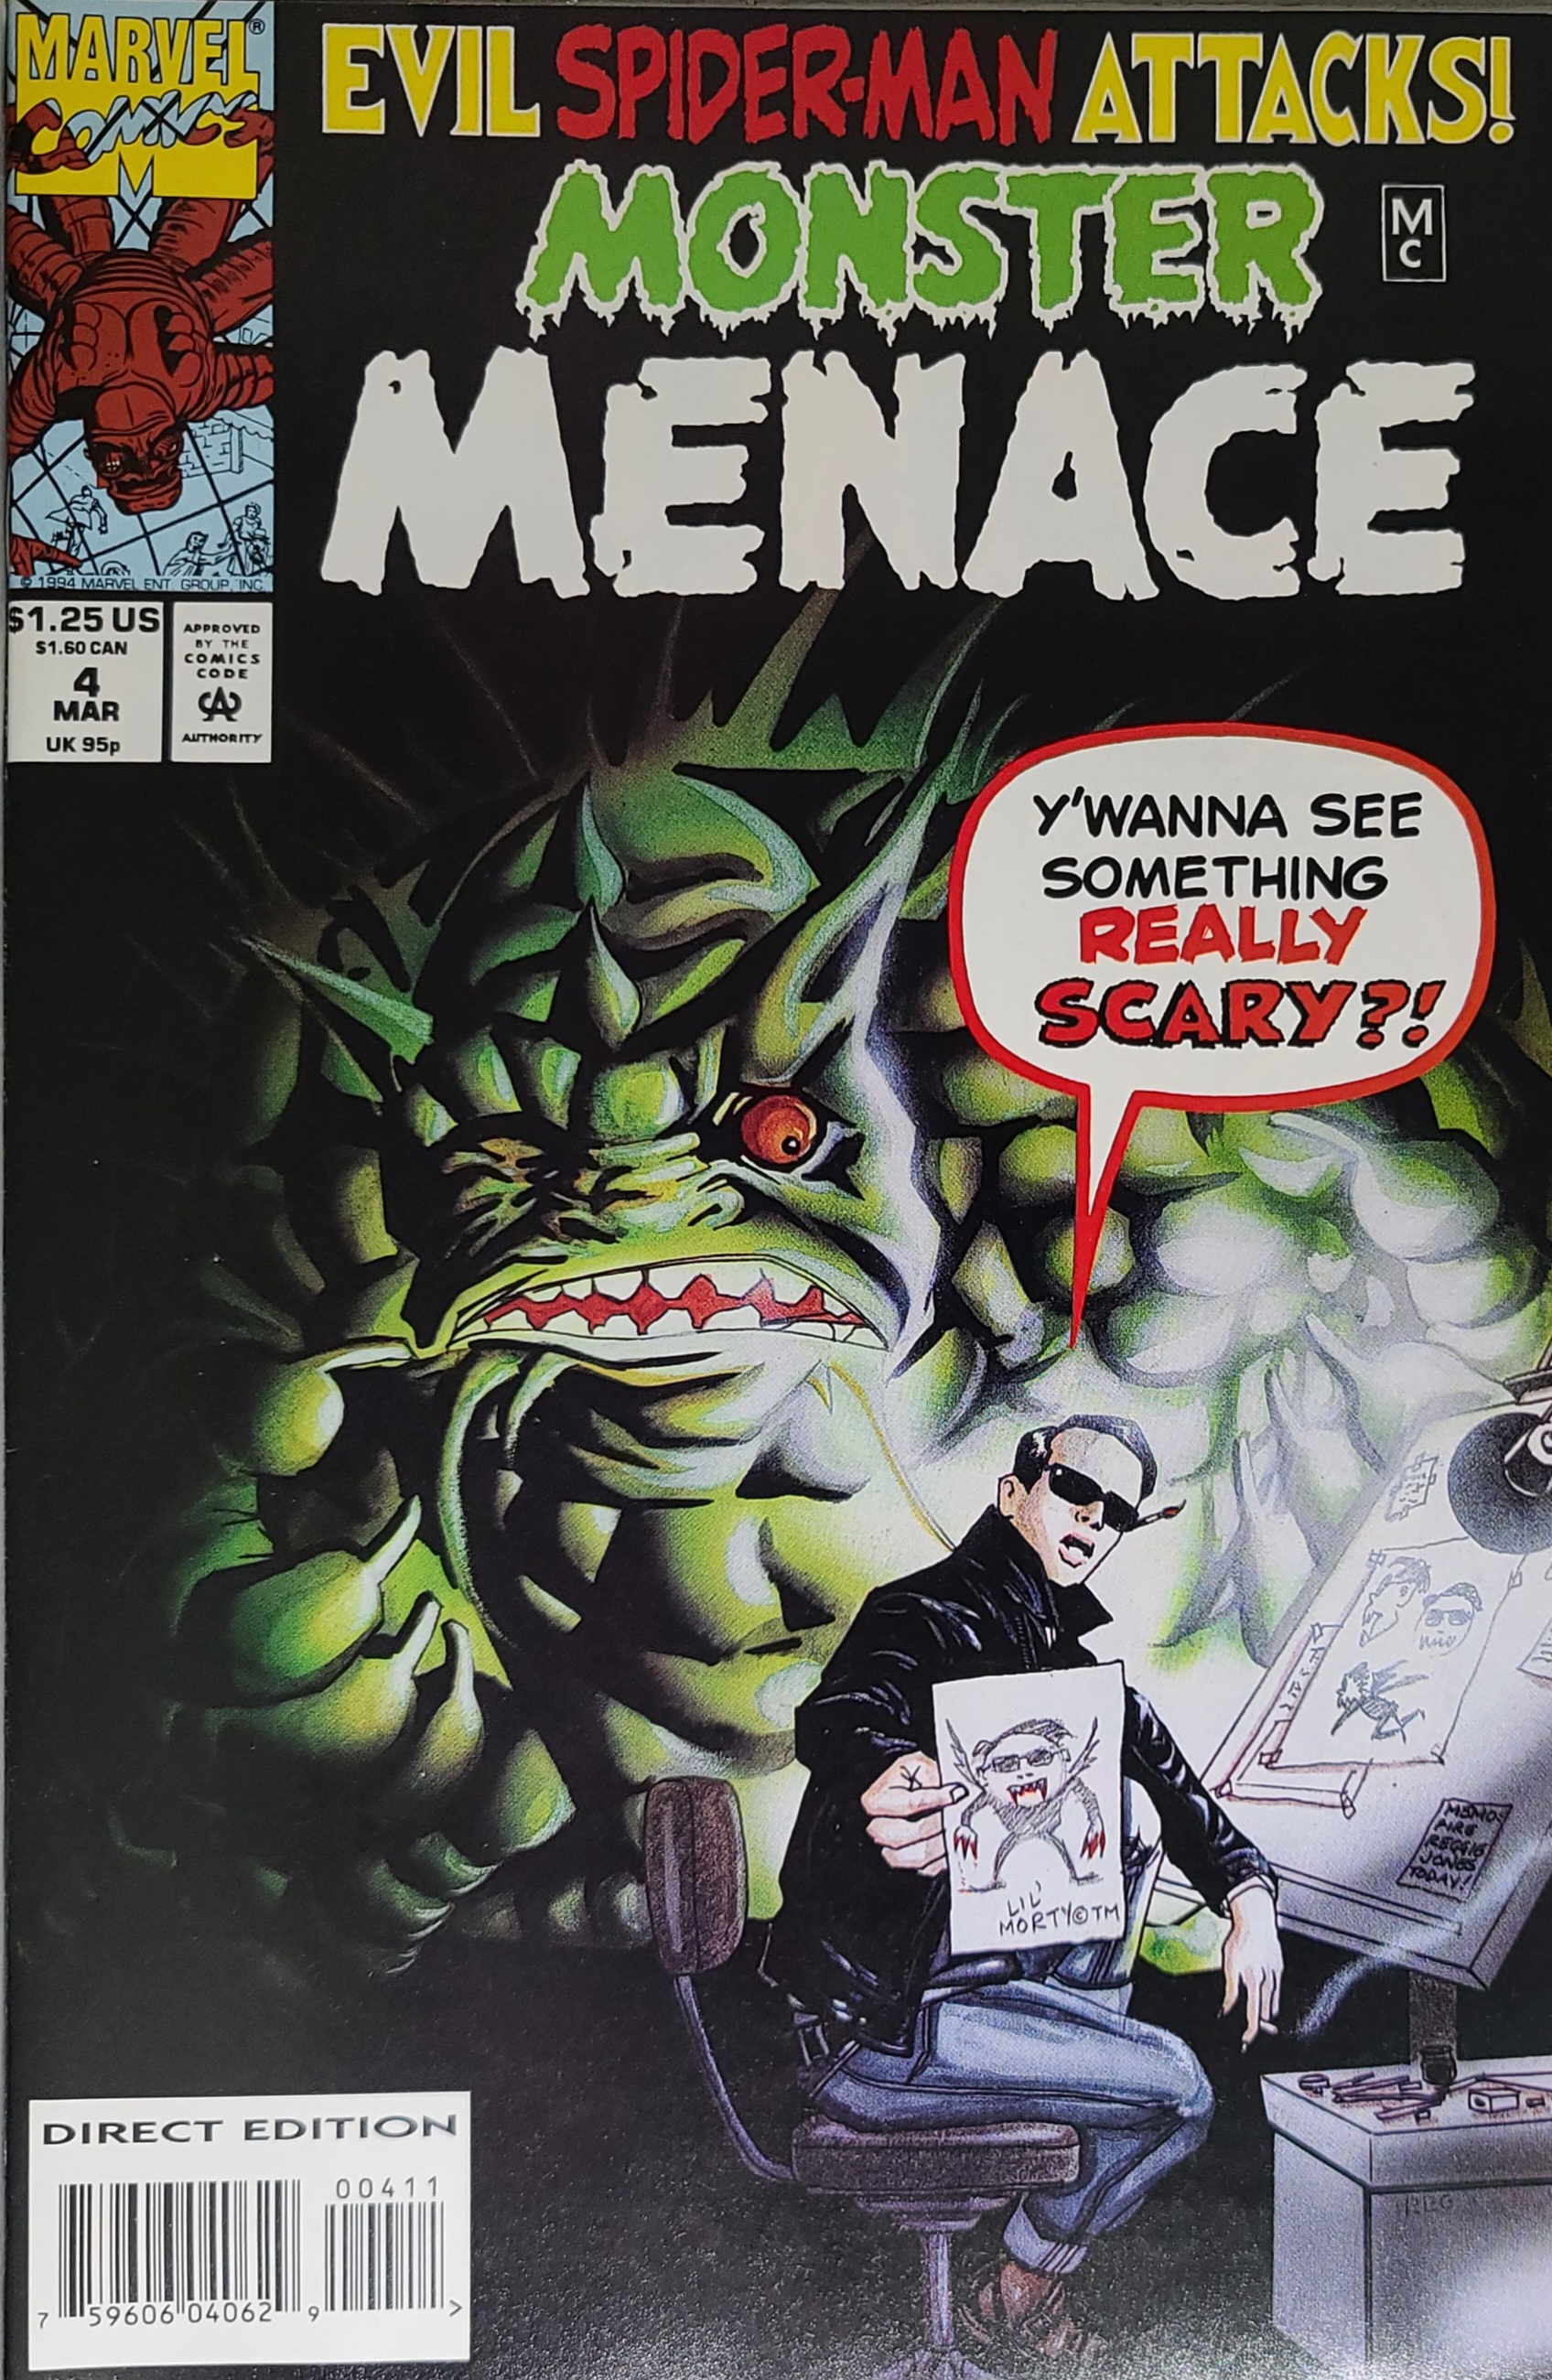 MARVEL®
COMICS
M
EVIL SPIDER-MAN ATTACKS!
MONSTER
M
C
MENACE
© 1994 MARVEL ENT. GROUP, INC.
$1.25 US
$1.60 CAN
4
MAR
UK 95p
APPROVED
BY THE
COMICS
CODE
CA
AUTHORITY
Y'WANNA SEE
SOMETHING
REALLY
SCARY?!
LIL'
MORTY©TM
MEMO-
FIRE
REGGIE
JONES
TODAY!
DIRECT EDITION
00411
7 59606 04062 9 >